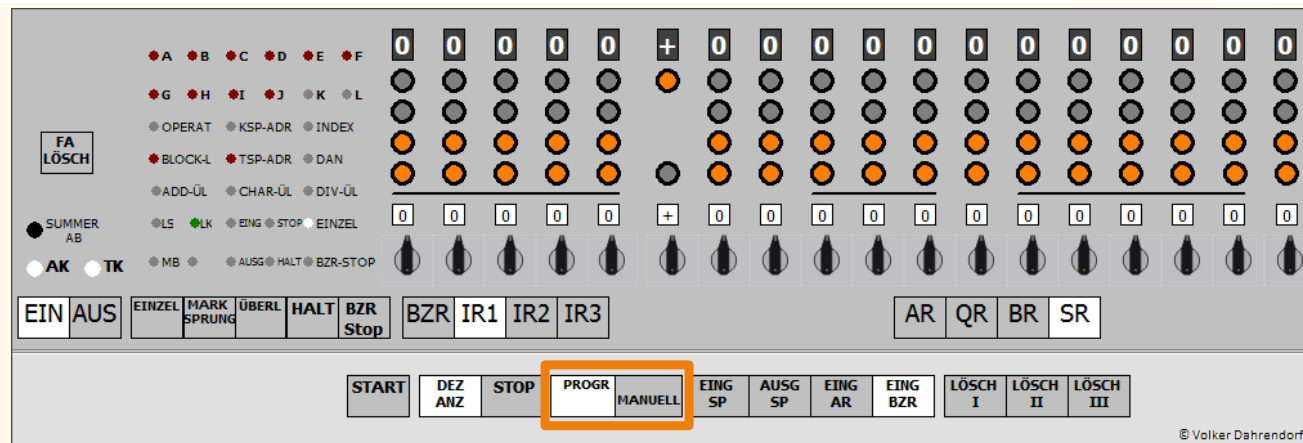 0 0 0 0 0 + 0 0 0 0 0 0 0 0 0 0 0 0
A B C D E F
G H I J K L
OPERAT KSP-ADR INDEX
FA
LÖSCH
BLOCK-L TSP-ADR DAN
ADD-ÜL CHAR-ÜL DIV-ÜL
0 0 0 0 0 + 0 0 0 0 0 0 0 0 0 0 0 0
SUMMER
AB
LS LK EING STOP EINZEL
AK TK
MB AUSG HALT BZR-STOP
EIN AUS
EINZEL
MARK
SPRUNG
ÜBERL
HALT
BZR
Stop
BZR IR1 IR2 IR3
AR QR BR SR
START
DEZ
ANZ
STOP
PROGR
MANUELL
EING
SP
AUSG
SP
EING
AR
EING
BZR
LÖSCH
I
LÖSCH
II
LÖSCH
III
© Volker Dahrendorf